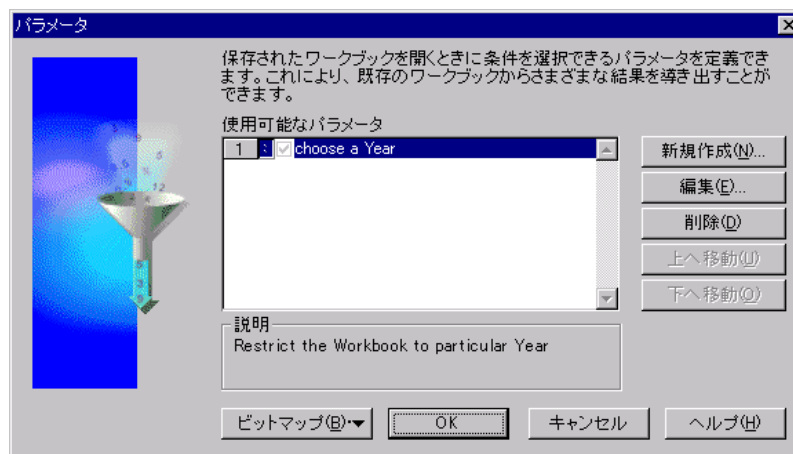 パラメータ
保存されたワークブックを開くときに条件を選択できるパラメータを定義でき
ます。これにより、既存のワークブックからさまざまな結果を導き出すことが
できます。
使用可能なパラメータ
1 choose a Year
新規作成(N)...
編集(E)...
削除(D)
上へ移動(U)
下へ移動(O)
説明
Restrict the Workbook to particular Year
ビットマップ(B)
OK
キャンセル
ヘルプ(H)